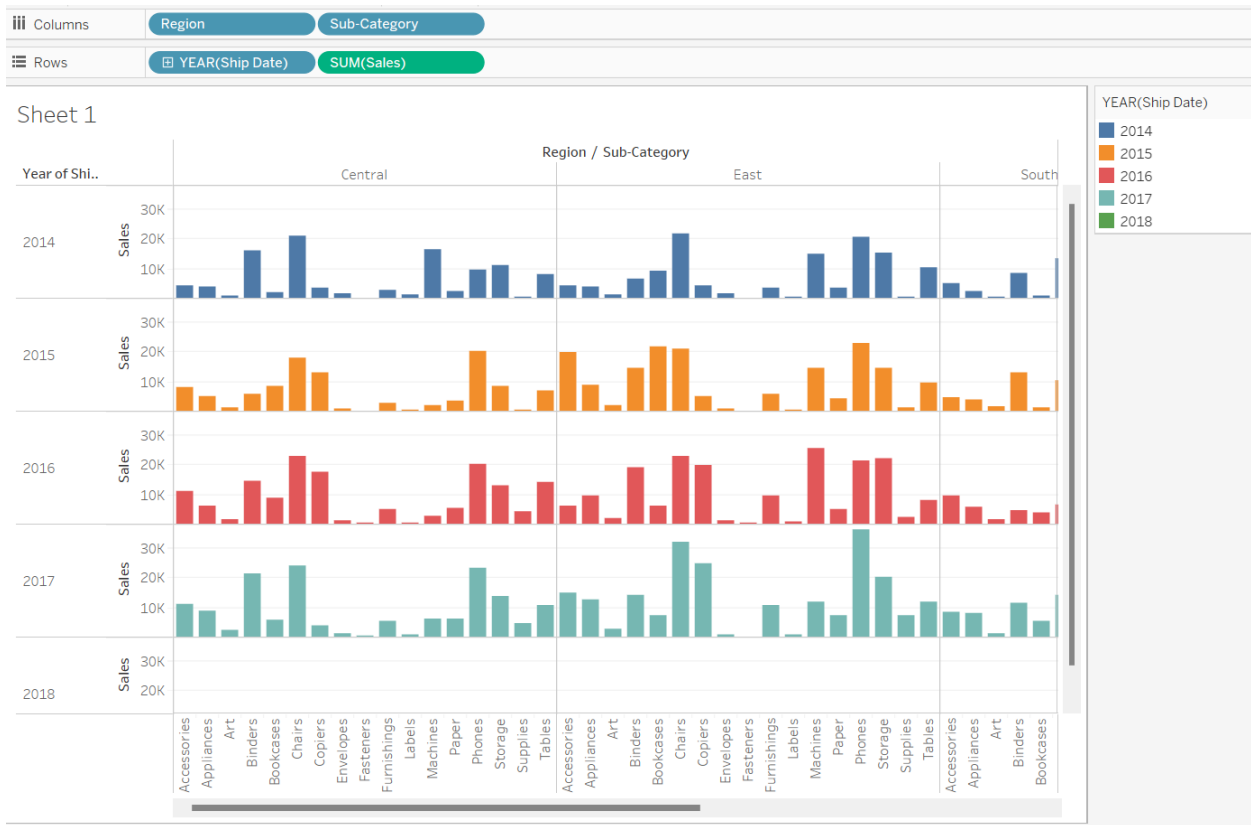 Columns Region Sub-Category
Rows YEAR(Ship Date) SUM(Sales)
Sheet 1
Region / Sub-Category
Year of Shi.. Central East South
2014 Sales 30K
20K
10K
2015 Sales 30K
20K
10K
2016 Sales 30K
20K
10K
2017 Sales 30K
20K
10K
2018 Sales 30K
20K
Accessories
Appliances
Art
Binders
Bookcases
Chairs
Copiers
Envelopes
Fasteners
Furnishings
Labels
Machines
Paper
Phones
Storage
Supplies
Tables
Accessories
Appliances
Art
Binders
Bookcases
Chairs
Copiers
Envelopes
Fasteners
Furnishings
Labels
Machines
Paper
Phones
Storage
Supplies
Tables
Accessories
Appliances
Art
Binders
Bookcases
YEAR(Ship Date)
2014
2015
2016
2017
2018